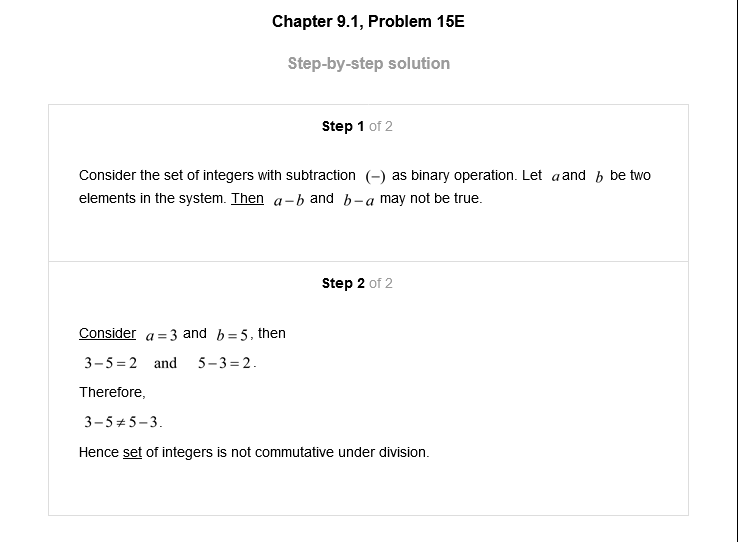 Chapter 9.1, Problem 15E
Step-by-step solution
Step 1 of 2
Consider the set of integers with subtraction (−) as binary operation. Let a and b be two
elements in the system. Then a−b and b−a may not be true.
Step 2 of 2
Consider a=3 and b=5, then
3−5=2 and 5−3=2.
Therefore,
3−5≠5−3.
Hence set of integers is not commutative under division.